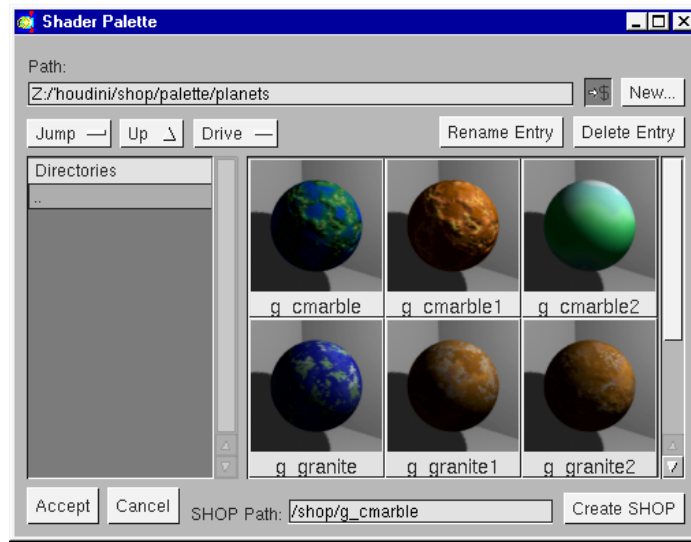 Shader Palette
Path:
Z:/'houdini/shop/palette/planets
$ New...
Jump Up Drive Rename Entry Delete Entry
Directories
..
g_cmarble g_cmarble1 g_cmarble2
g_granite g_granite1 g_granite2
Accept Cancel SHOP Path: /shop/g_cmarble Create SHOP